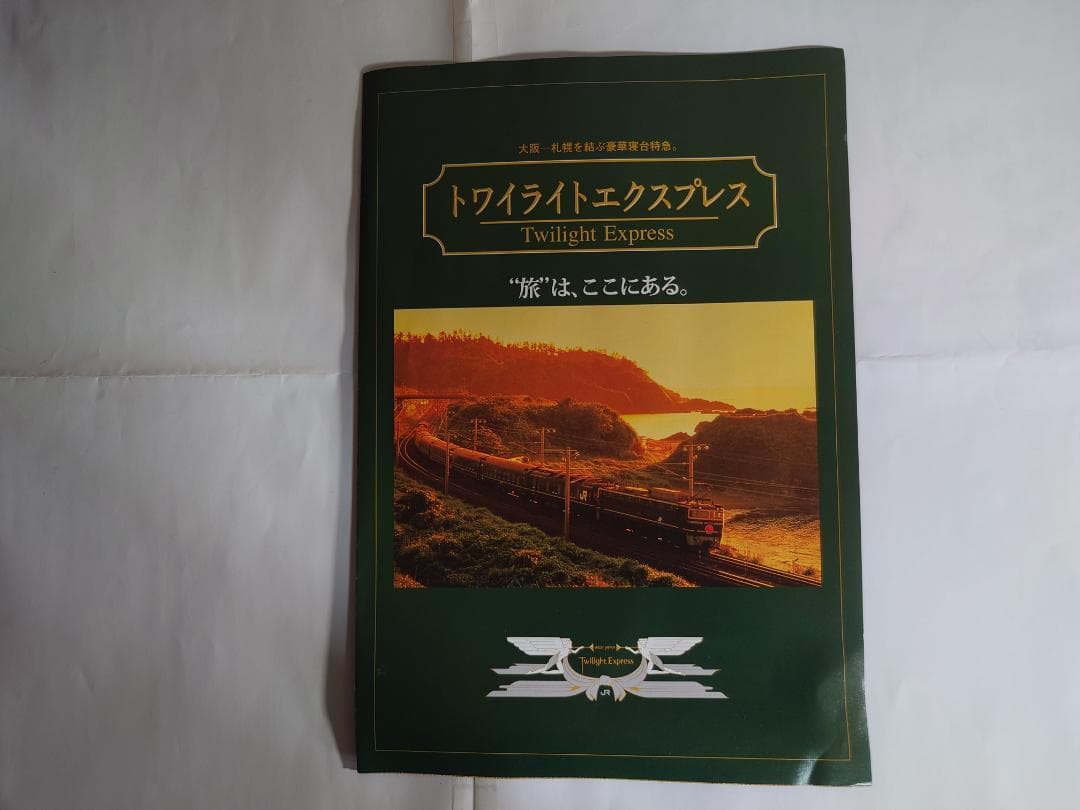 大阪―札幌を結ぶ豪華寝台特急。
トワイライトエクスプレス
Twilight Express
“旅”は、ここにある。
JR
Twilight Express
JR